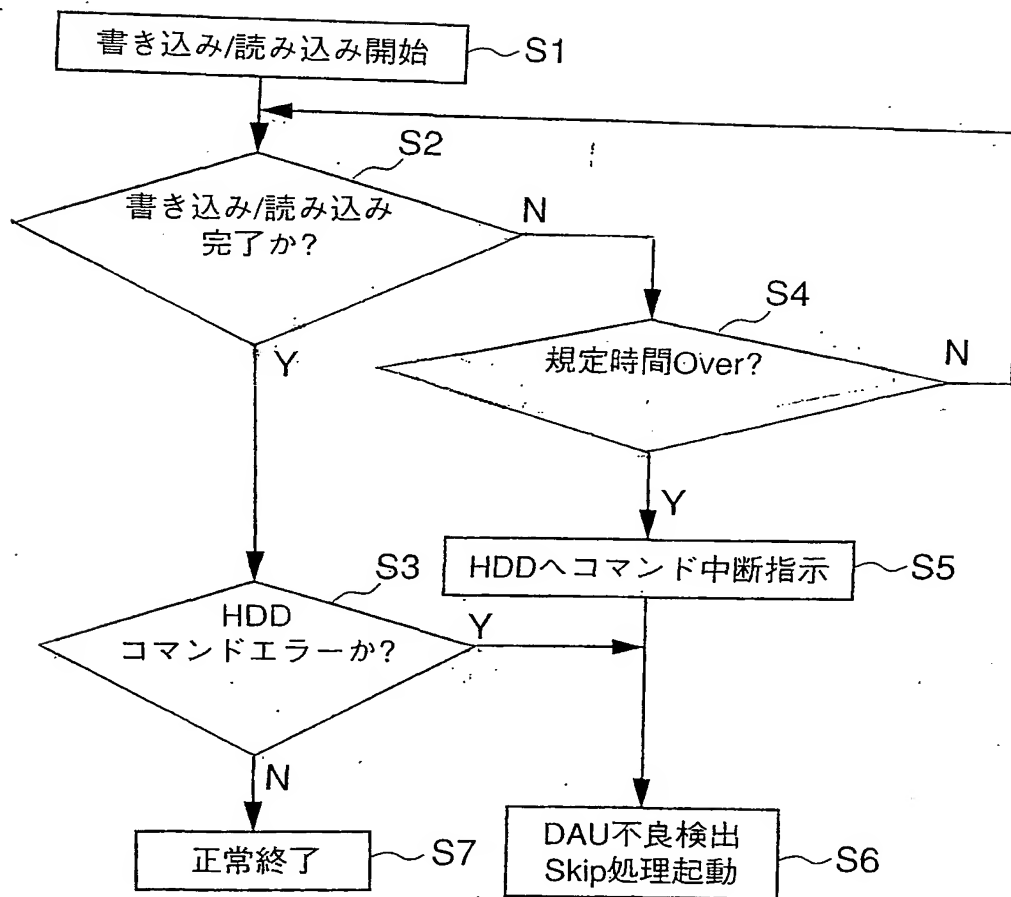 書き込み/読み込み開始
S1
S2
書き込み/読み込み
完了か?
N
Y
S4
規定時間Over?
N
Y
HDDへコマンド中断指示
S5
S3
HDD
コマンドエラーか?
Y
N
正常終了
S7
DAU不良検出
Skip処理起動
S6